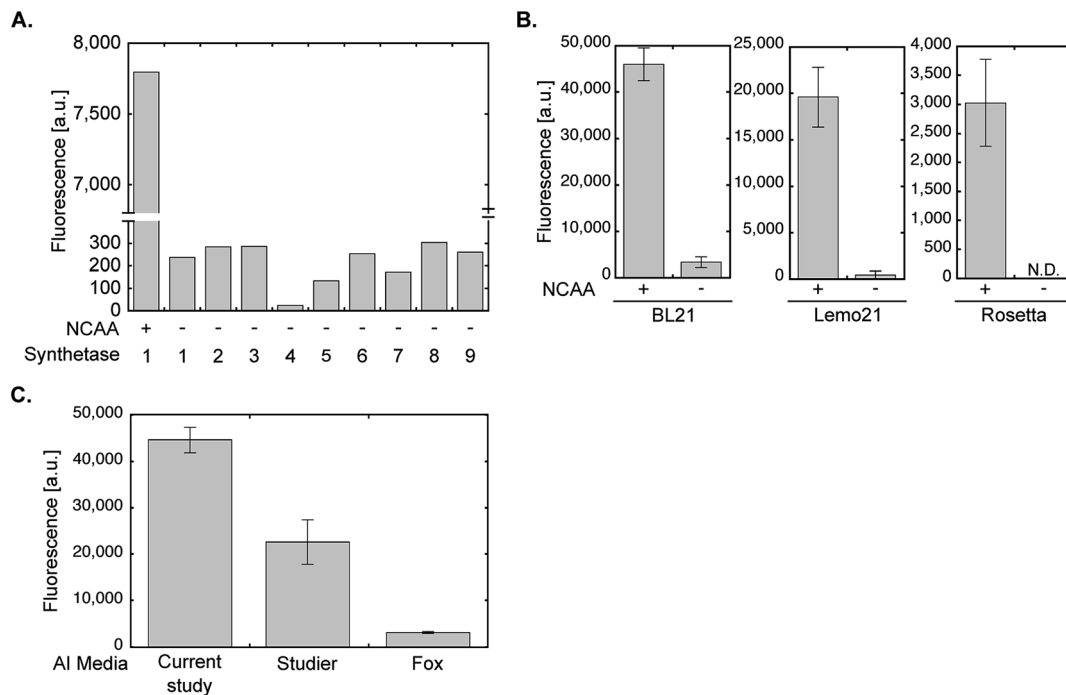 A.
8,000
7,500
7,000
300
200
100
0
Fluorescence [a.u.]
NCAA + - - - - - - - - -
Synthetase 1 1 2 3 4 5 6 7 8 9
B.
50,000
40,000
30,000
20,000
10,000
0
Fluorescence [a.u.]
25,000
20,000
15,000
10,000
5,000
0
4,000
3,500
3,000
2,500
2,000
1,500
1,000
500
0
N.D.
NCAA + - + - + -
BL21 Lemo21 Rosetta
C.
50,000
40,000
30,000
20,000
10,000
0
Fluorescence [a.u.]
AI Media Current Studier Fox
study